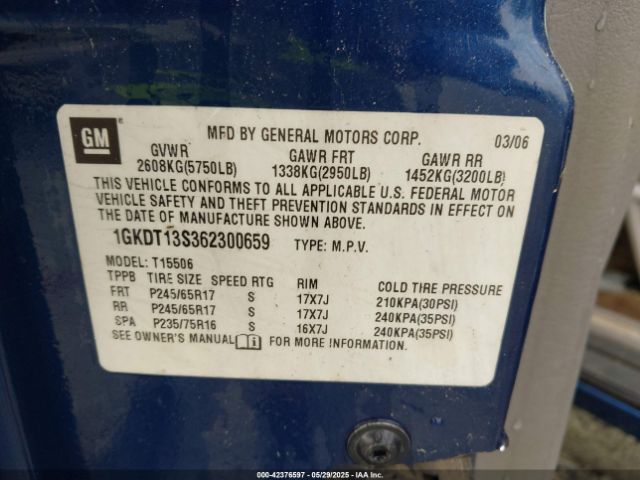 GM ®
MFD BY GENERAL MOTORS CORP. 03/06
GVWR GAWR FRT GAWR RR
2608KG(5750LB) 1338KG(2950LB) 1452KG(3200LB)
THIS VEHICLE CONFORMS TO ALL APPLICABLE U.S. FEDERAL MOTOR
VEHICLE SAFETY AND THEFT PREVENTION STANDARDS IN EFFECT ON
THE DATE OF MANUFACTURE SHOWN ABOVE.
1GKDT13S362300659 TYPE: M.P.V.
MODEL: T15506
TPPB TIRE SIZE SPEED RTG RIM COLD TIRE PRESSURE
FRT P245/65R17 S 17X7J 210KPA(30PSI)
RR P245/65R17 S 17X7J 240KPA(35PSI)
SPA P235/75R16 S 16X7J 240KPA(35PSI)
SEE OWNER'S MANUAL FOR MORE INFORMATION.
000-42376597 - 05/29/2025 - IAA Inc.